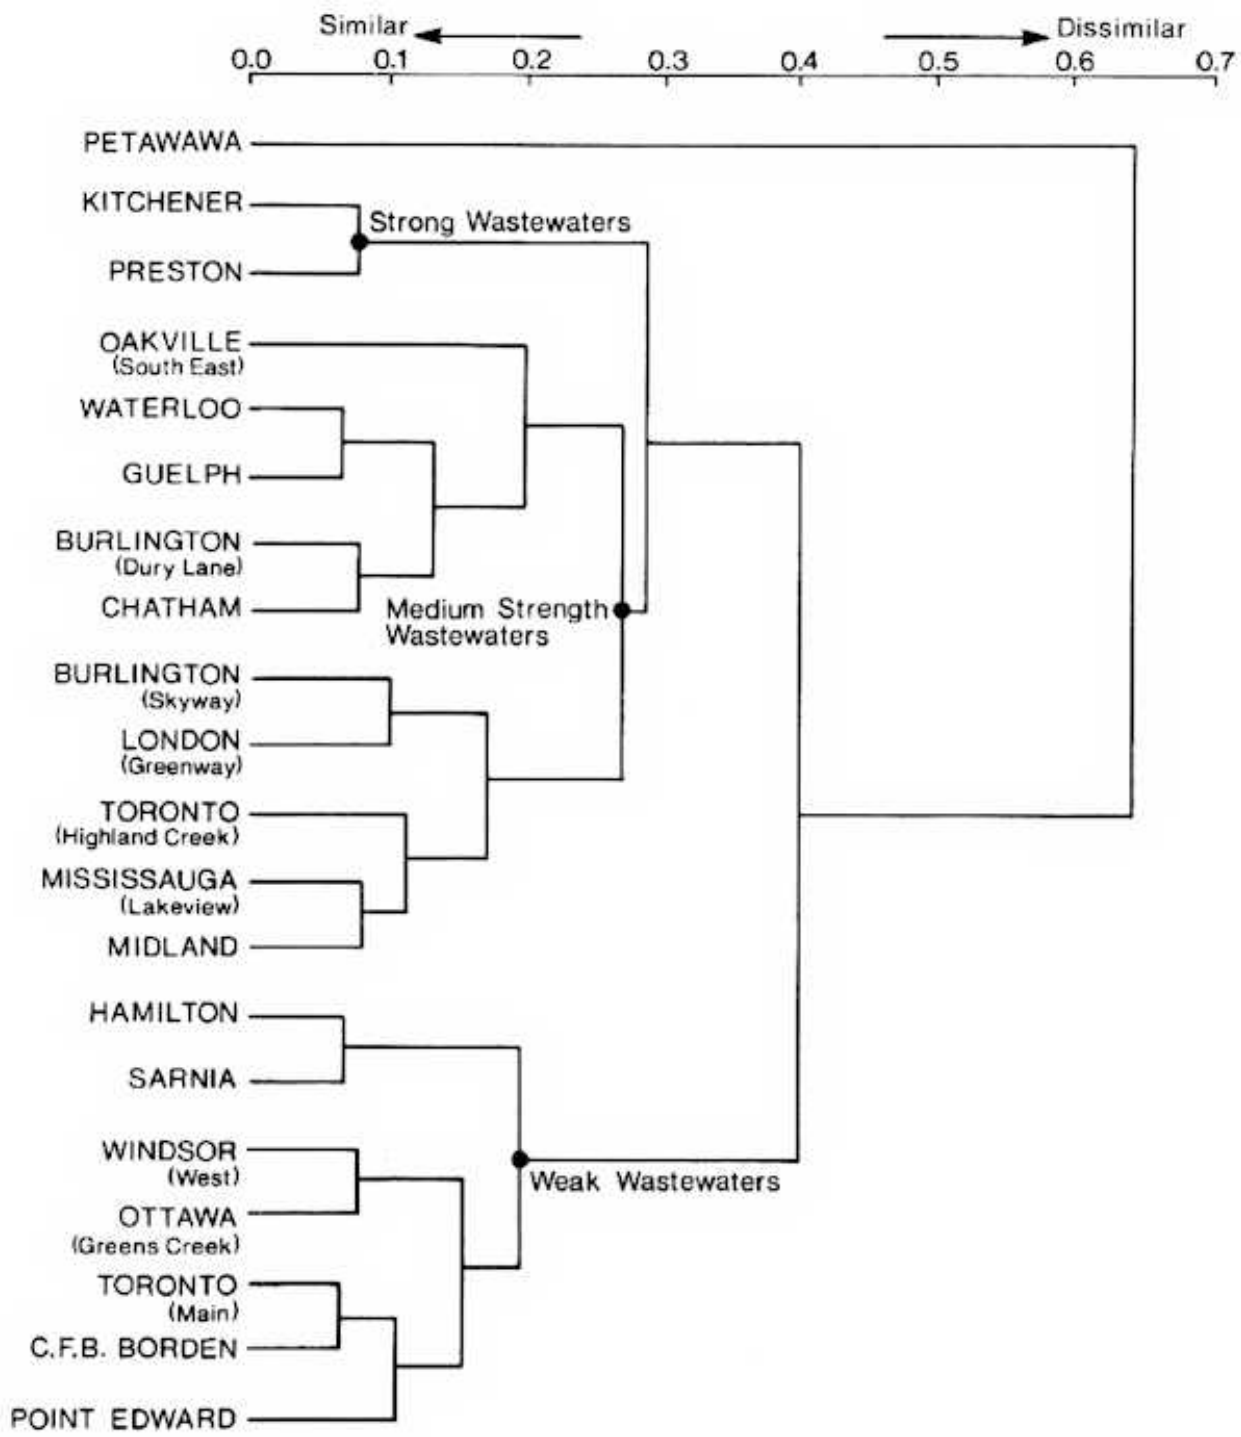 Similar
Dissimilar
0.0 0.1 0.2 0.3 0.4 0.5 0.6 0.7
PETAWAWA
KITCHENER
Strong Wastewaters
PRESTON
OAKVILLE
(South East)
WATERLOO
GUELPH
BURLINGTON
(Dury Lane)
CHATHAM
Medium Strength
Wastewaters
BURLINGTON
(Skyway)
LONDON
(Greenway)
TORONTO
(Highland Creek)
MISSISSAUGA
(Lakeview)
MIDLAND
HAMILTON
SARNIA
WINDSOR
(West)
Weak Wastewaters
OTTAWA
(Greens Creek)
TORONTO
(Main)
C.F.B. BORDEN
POINT EDWARD